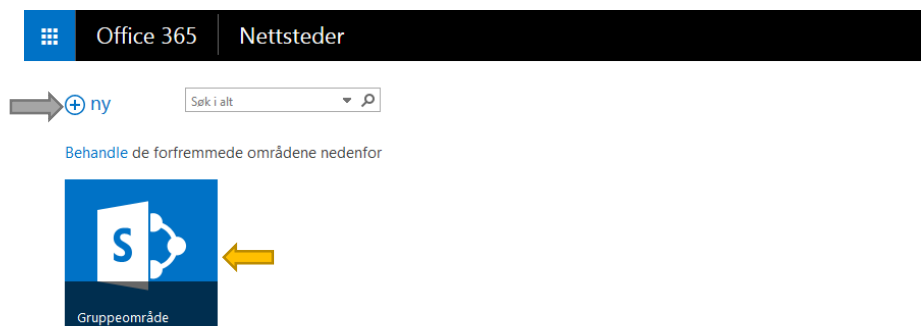 Office 365 Nettsteder
ny Søk i alt
Behandle de forfremmede områdene nedenfor
S
Gruppeområde